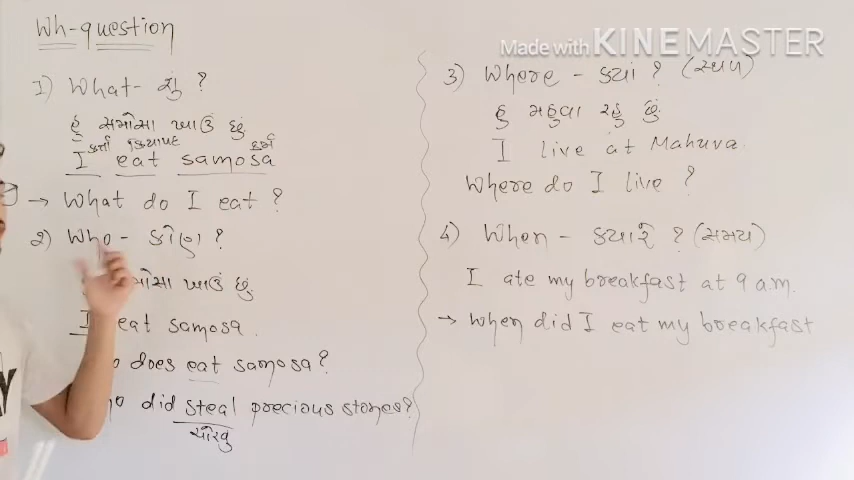 Wh-question
1) What - શું ?
હું સમોસા ખાઉં છું
કર્તા ક્રિયાપદ કર્મ
I eat samosa
→ What do I eat ?
૨) Who - કોણ ?
ખાઉં છું
I eat samosa.
does eat samosa?
did steal precious stones?
ચોરવું
Made with KINEMASTER
3) Where - ક્યાં ? (સ્થળ)
હુ મહુવા રહુ છું
I live at Mahuva.
Where do I live ?
4) When - ક્યારે ? (સમય)
I ate my breakfast at 9 a.m.
→ When did I eat my breakfast